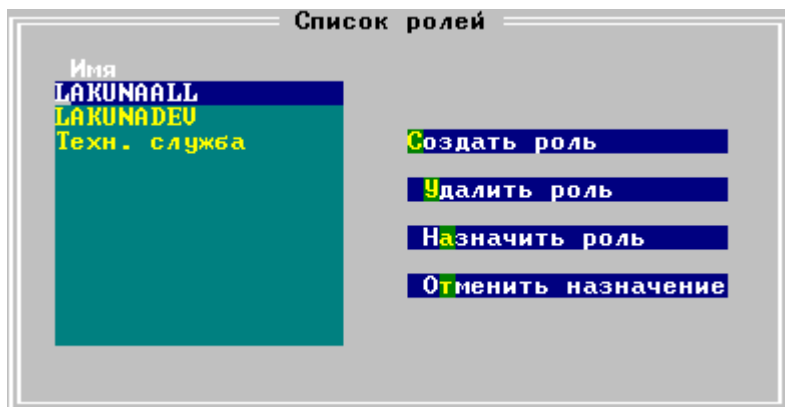 Список ролей
Имя
LAKUNAALL
LAKUNADEV
Техн. служба
Создать роль
Удалить роль
Назначить роль
Отменить назначение